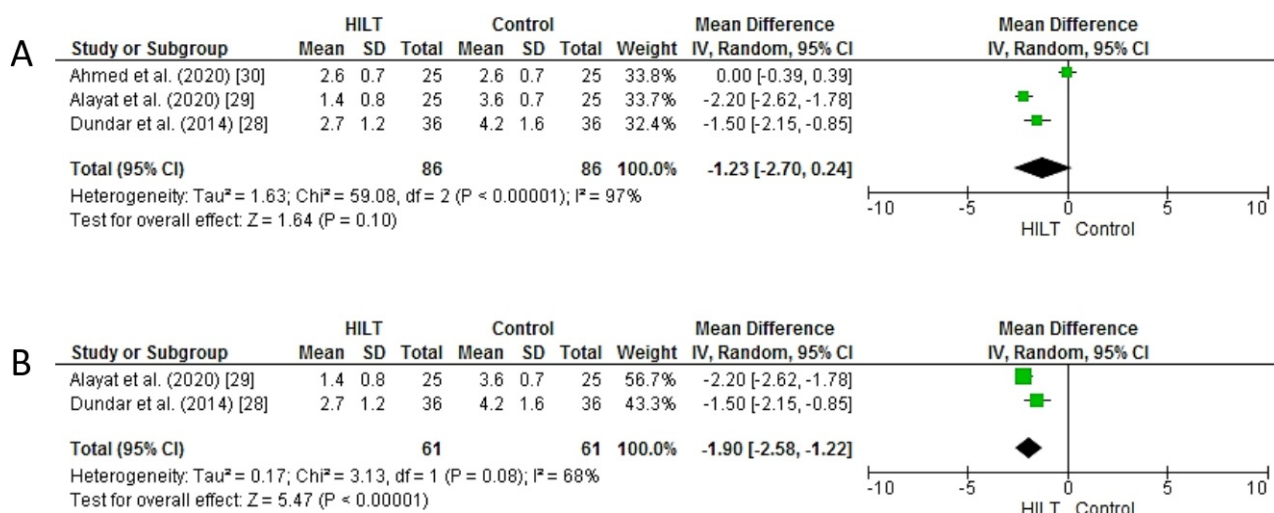 A
HILT Control Mean Difference Mean Difference
Study or Subgroup Mean SD Total Mean SD Total Weight IV, Random, 95% CI IV, Random, 95% CI
Ahmed et al. (2020) [30] 2.6 0.7 25 2.6 0.7 25 33.8% 0.00 [-0.39, 0.39]
Alayat et al. (2020) [29] 1.4 0.8 25 3.6 0.7 25 33.7% -2.20 [-2.62, -1.78]
Dundar et al. (2014) [28] 2.7 1.2 36 4.2 1.6 36 32.4% -1.50 [-2.15, -0.85]
Total (95% CI) 86 86 100.0% -1.23 [-2.70, 0.24]
Heterogeneity: Tau² = 1.63; Chi² = 59.08, df = 2 (P < 0.00001); I² = 97%
Test for overall effect: Z = 1.64 (P = 0.10)
-10 -5 0 5 10
HILT Control
B
HILT Control Mean Difference Mean Difference
Study or Subgroup Mean SD Total Mean SD Total Weight IV, Random, 95% CI IV, Random, 95% CI
Alayat et al. (2020) [29] 1.4 0.8 25 3.6 0.7 25 56.7% -2.20 [-2.62, -1.78]
Dundar et al. (2014) [28] 2.7 1.2 36 4.2 1.6 36 43.3% -1.50 [-2.15, -0.85]
Total (95% CI) 61 61 100.0% -1.90 [-2.58, -1.22]
Heterogeneity: Tau² = 0.17; Chi² = 3.13, df = 1 (P = 0.08); I² = 68%
Test for overall effect: Z = 5.47 (P < 0.00001)
-10 -5 0 5 10
HILT Control